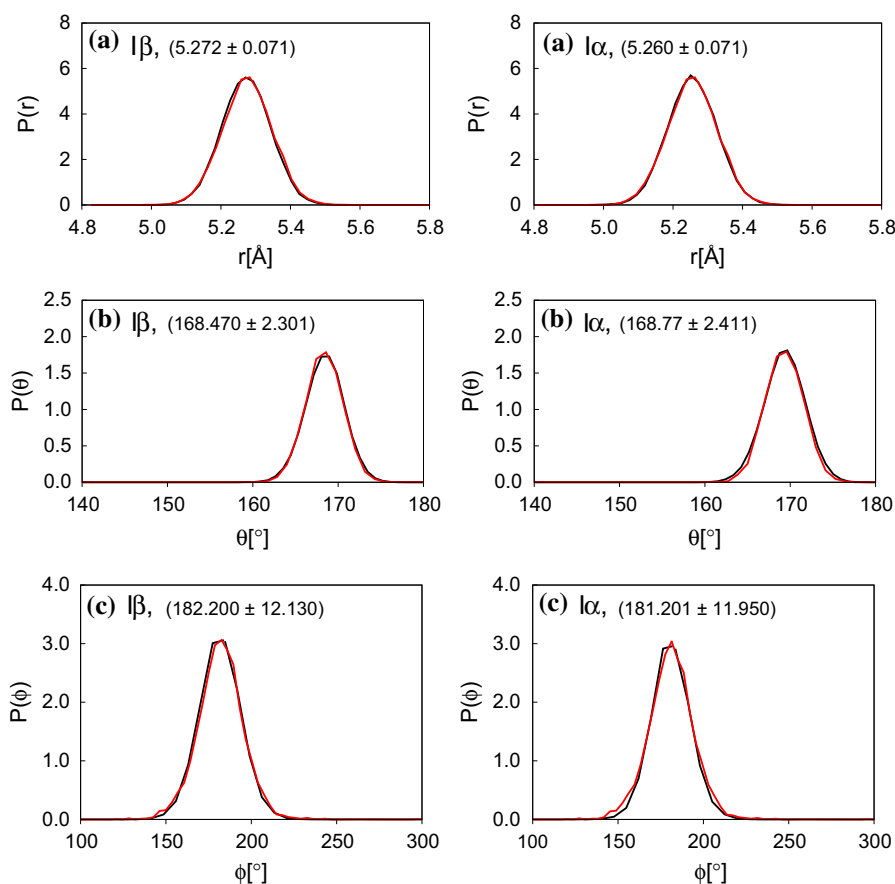 (a) Iβ, (5.272 ± 0.071)
P(r)
8
6
4
2
0
4.8 5.0 5.2 5.4 5.6 5.8
r[Å]
(a) Iα, (5.260 ± 0.071)
P(r)
8
6
4
2
0
4.8 5.0 5.2 5.4 5.6 5.8
r[Å]
(b) Iβ, (168.470 ± 2.301)
P(θ)
2.5
2.0
1.5
1.0
0.5
0.0
140 150 160 170 180
θ[°]
(b) Iα, (168.77 ± 2.411)
P(θ)
2.5
2.0
1.5
1.0
0.5
0.0
140 150 160 170 180
θ[°]
(c) Iβ, (182.200 ± 12.130)
P(ϕ)
4.0
3.0
2.0
1.0
0.0
100 150 200 250 300
ϕ[°]
(c) Iα, (181.201 ± 11.950)
P(ϕ)
4.0
3.0
2.0
1.0
0.0
100 150 200 250 300
ϕ[°]